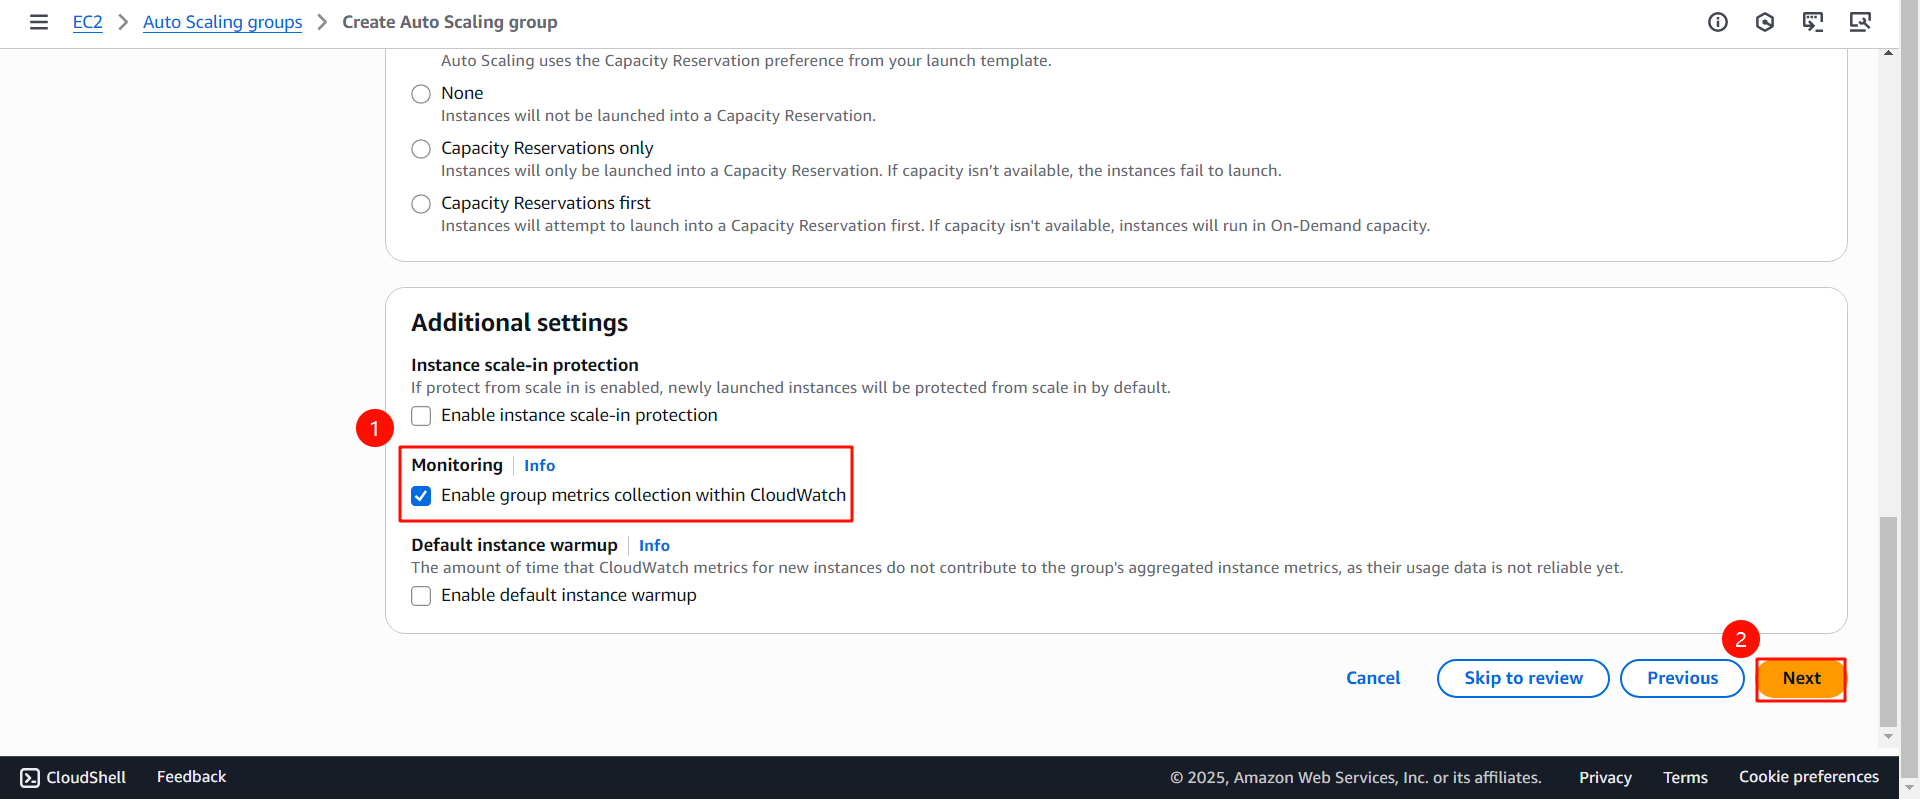 EC2 > Auto Scaling groups > Create Auto Scaling group
Auto Scaling uses the Capacity Reservation preference from your launch template.
None
Instances will not be launched into a Capacity Reservation.
Capacity Reservations only
Instances will only be launched into a Capacity Reservation. If capacity isn’t available, the instances fail to launch.
Capacity Reservations first
Instances will attempt to launch into a Capacity Reservation first. If capacity isn't available, instances will run in On-Demand capacity.
Additional settings
Instance scale-in protection
If protect from scale in is enabled, newly launched instances will be protected from scale in by default.
Enable instance scale-in protection
1
Monitoring Info
Enable group metrics collection within CloudWatch
Default instance warmup Info
The amount of time that CloudWatch metrics for new instances do not contribute to the group's aggregated instance metrics, as their usage data is not reliable yet.
Enable default instance warmup
2
Cancel Skip to review Previous Next
CloudShell Feedback © 2025, Amazon Web Services, Inc. or its affiliates. Privacy Terms Cookie preferences